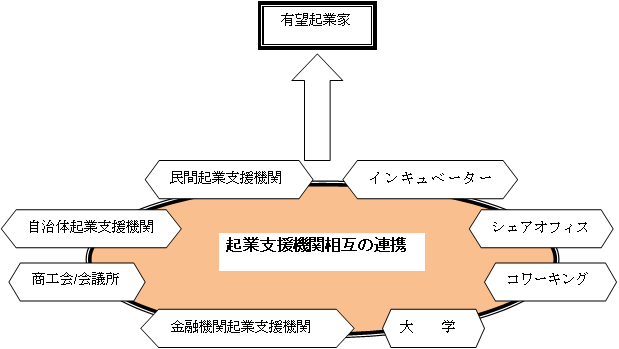 有望起業家
民間起業支援機関
インキュベーター
自治体起業支援機関
シェアオフィス
起業支援機関相互の連携
商工会/会議所
コワーキング
金融機関起業支援機関
大　　学